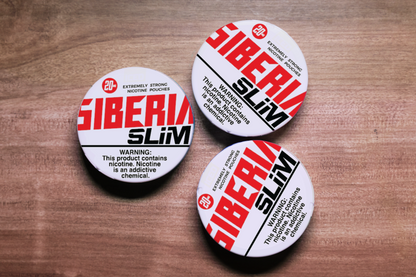 20
EXTREMELY STRONG
NICOTINE POUCHES
SIBERIA
SLiM
WARNING:
This product contains
nicotine. Nicotine
is an addictive
chemical.
20
EXTREMELY STRONG
NICOTINE POUCHES
SIBERIA
SLiM
WARNING:
This product contains
nicotine. Nicotine
is an addictive
chemical.
20
EXTREMELY STRONG
NICOTINE POUCHES
SIBERIA
SLiM
WARNING:
This product contains
nicotine. Nicotine
is an addictive
chemical.